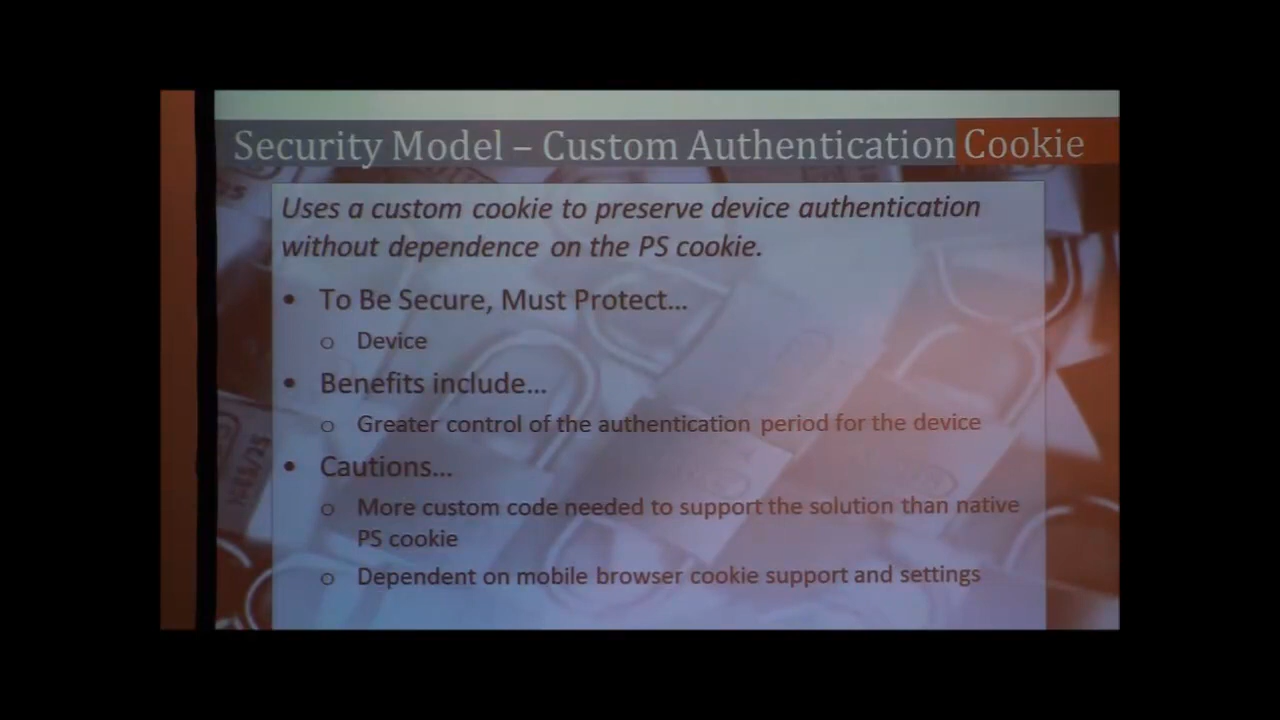 Security Model – Custom Authentication Cookie
Uses a custom cookie to preserve device authentication
without dependence on the PS cookie.
• To Be Secure, Must Protect…
o Device
• Benefits include…
o Greater control of the authentication period for the device
• Cautions…
o More custom code needed to support the solution than native
PS cookie
o Dependent on mobile browser cookie support and settings